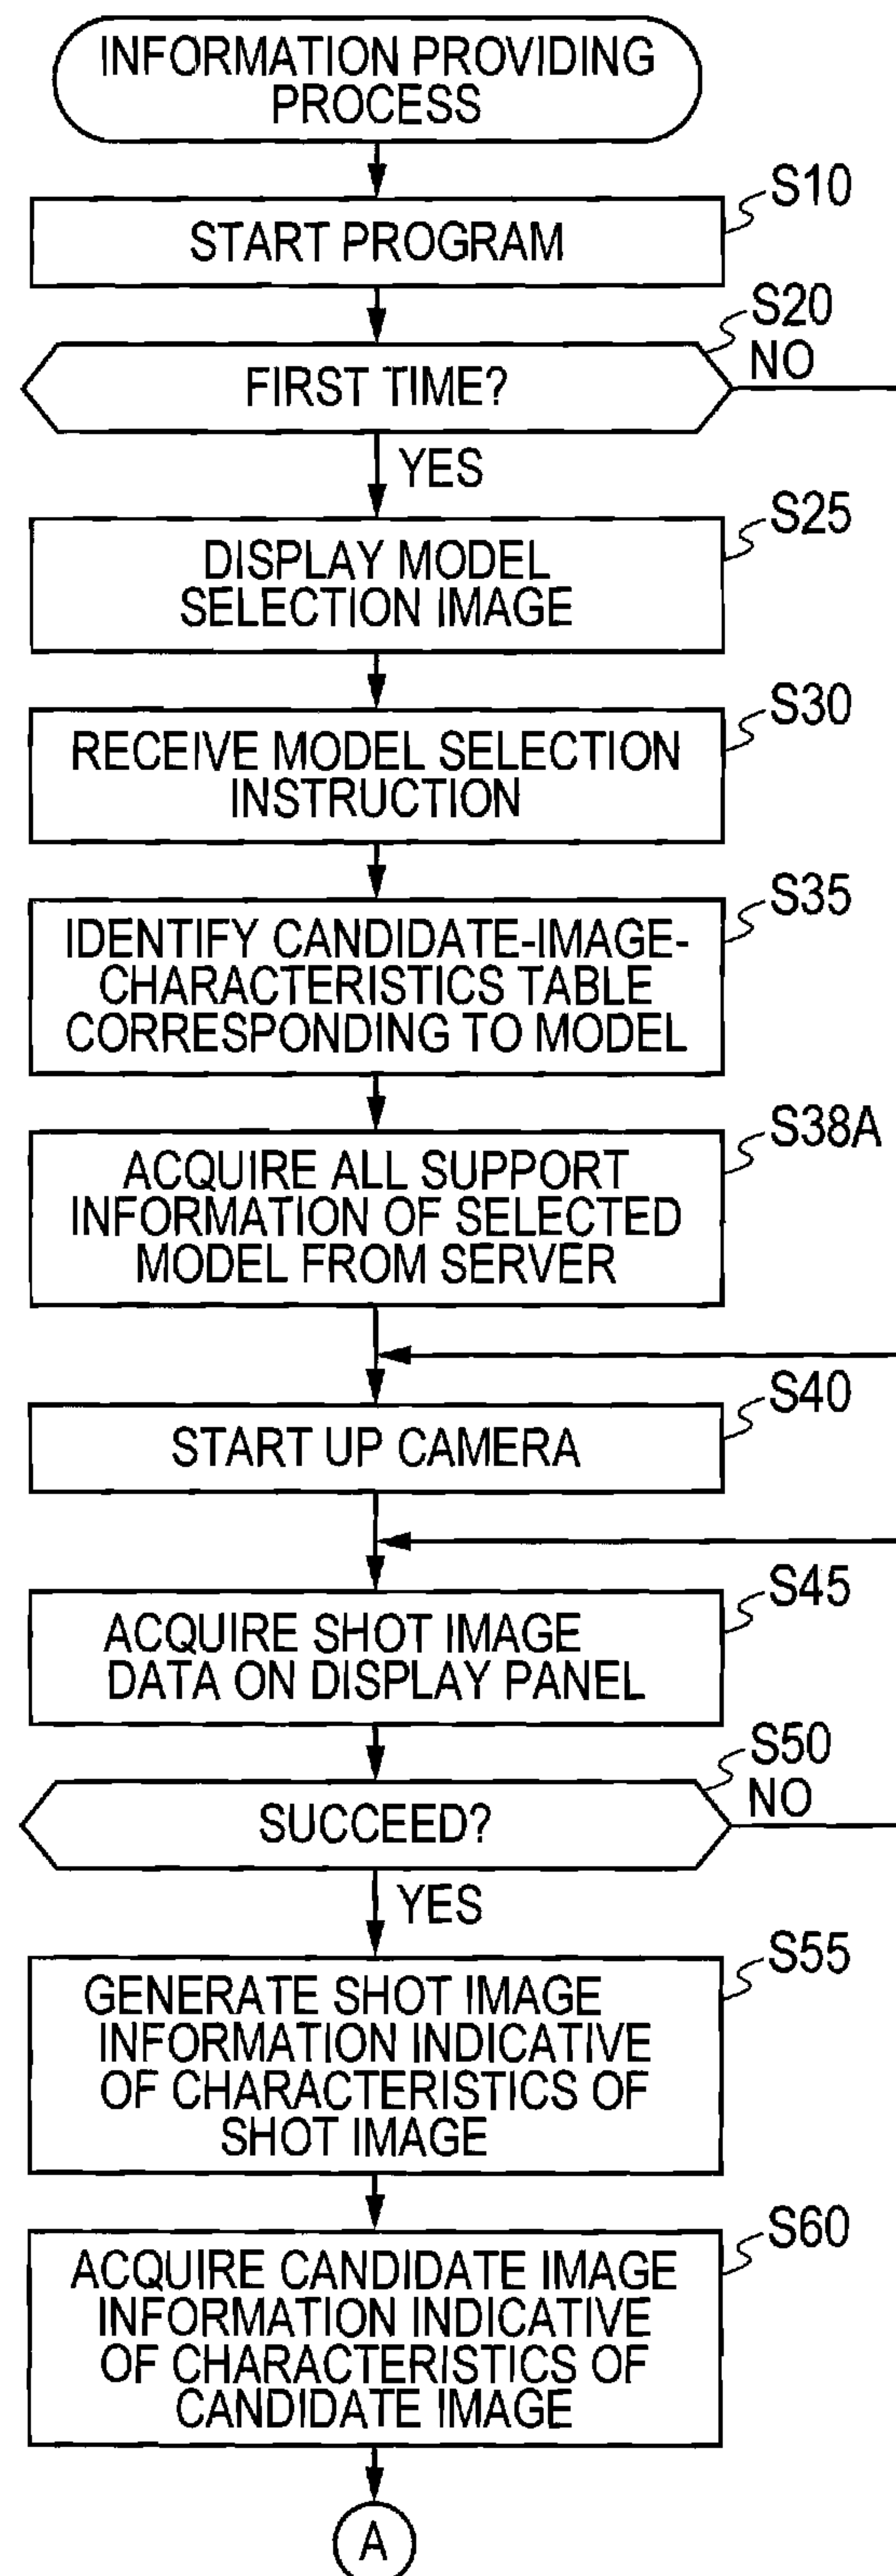 INFORMATION PROVIDING
PROCESS
S10
START PROGRAM
S20
NO
FIRST TIME?
YES
S25
DISPLAY MODEL
SELECTION IMAGE
S30
RECEIVE MODEL SELECTION
INSTRUCTION
S35
IDENTIFY CANDIDATE-IMAGE-
CHARACTERISTICS TABLE
CORRESPONDING TO MODEL
S38A
ACQUIRE ALL SUPPORT
INFORMATION OF SELECTED
MODEL FROM SERVER
S40
START UP CAMERA
S45
ACQUIRE SHOT IMAGE
DATA ON DISPLAY PANEL
S50
NO
SUCCEED?
YES
S55
GENERATE SHOT IMAGE
INFORMATION INDICATIVE
OF CHARACTERISTICS OF
SHOT IMAGE
S60
ACQUIRE CANDIDATE IMAGE
INFORMATION INDICATIVE
OF CHARACTERISTICS OF
CANDIDATE IMAGE
A